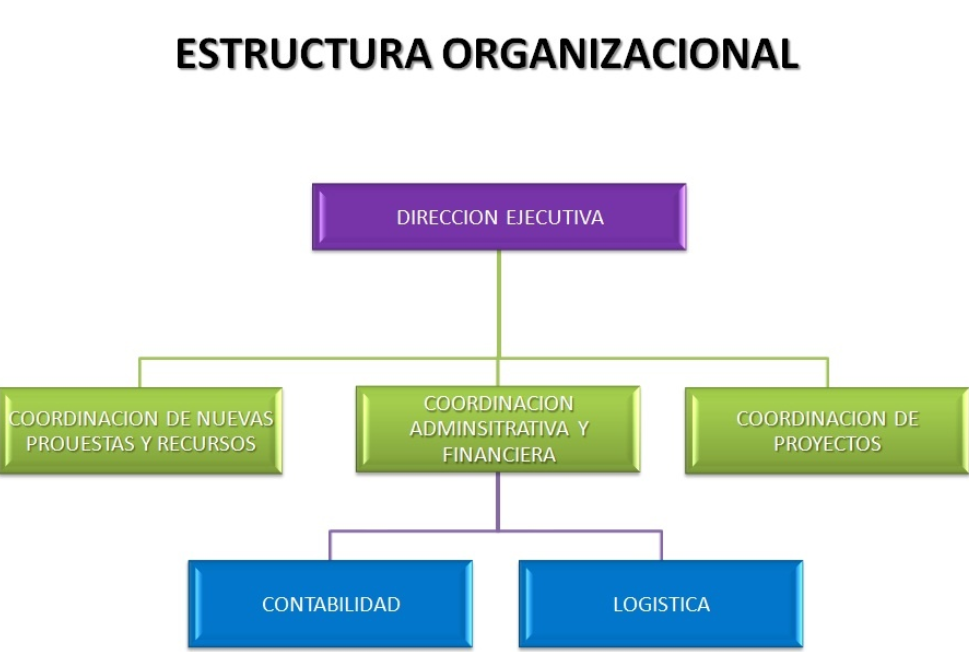 ESTRUCTURA ORGANIZACIONAL
DIRECCION EJECUTIVA
COORDINACION DE NUEVAS
PROUESTAS Y RECURSOS
COORDINACION
ADMINSITRATIVA Y
FINANCIERA
COORDINACION DE
PROYECTOS
CONTABILIDAD
LOGISTICA